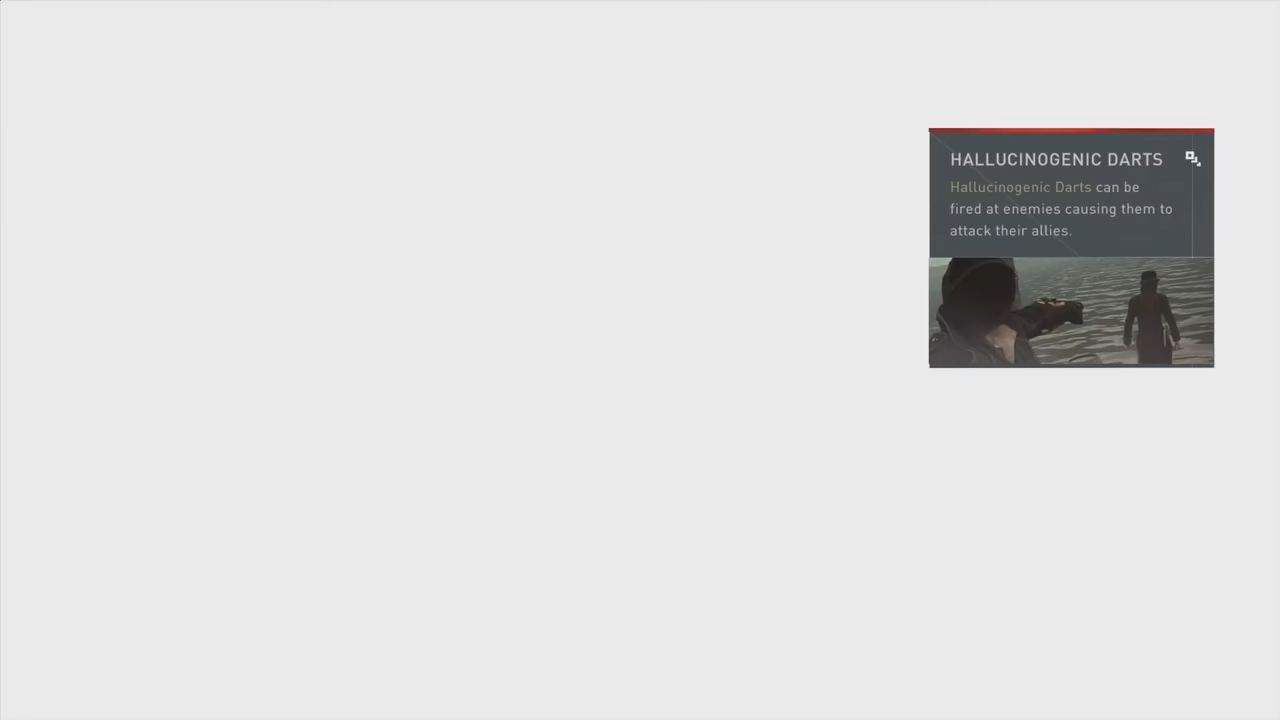 HALLUCINOGENIC DARTS
Hallucinogenic Darts can be
fired at enemies causing them to
attack their allies.